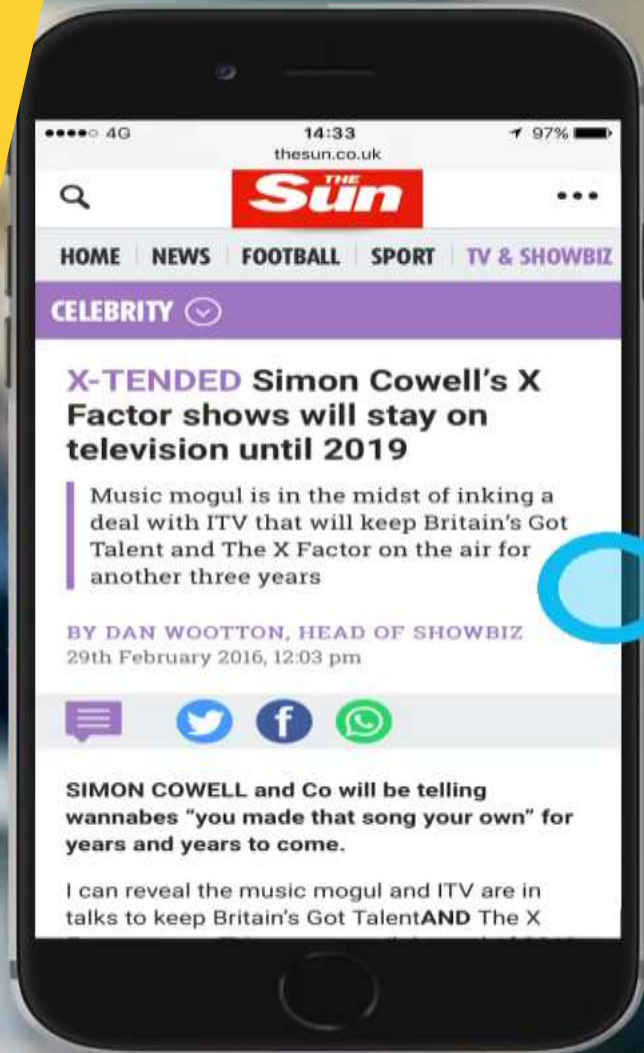 4G 14:33 97%
thesun.co.uk
THE
Sun
HOME NEWS FOOTBALL SPORT TV & SHOWBIZ
CELEBRITY
X-TENDED Simon Cowell’s X
Factor shows will stay on
television until 2019
Music mogul is in the midst of inking a
deal with ITV that will keep Britain’s Got
Talent and The X Factor on the air for
another three years
BY DAN WOOTTON, HEAD OF SHOWBIZ
29th February 2016, 12:03 pm
SIMON COWELL and Co will be telling
wannabes “you made that song your own” for
years and years to come.
I can reveal the music mogul and ITV are in
talks to keep Britain’s Got TalentAND The X